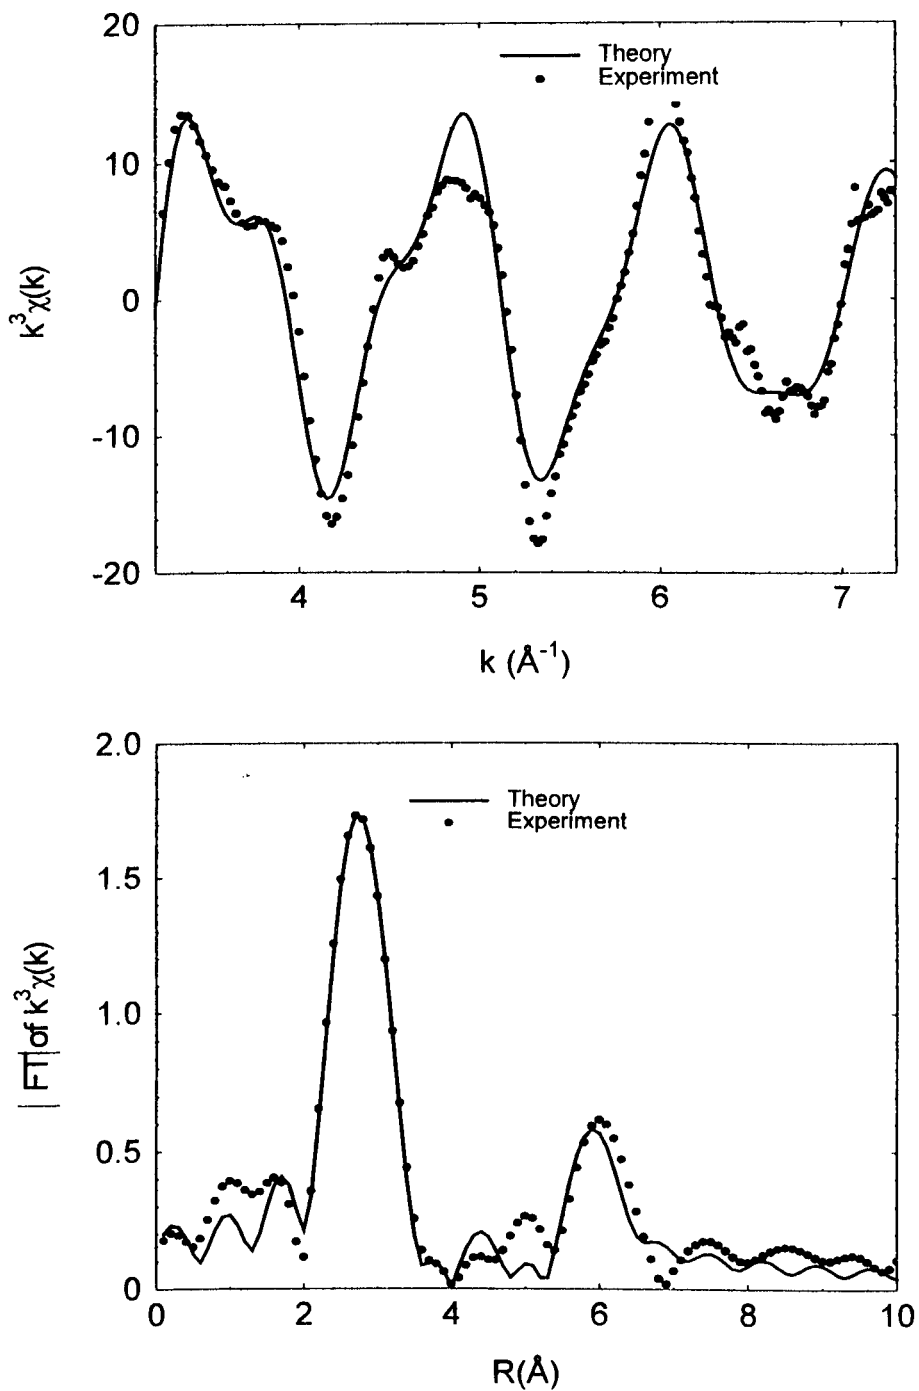 20
10
0
-10
-20
k³χ(k)
Theory
Experiment
4 5 6 7
k (Å⁻¹)
2.0
1.5
1.0
0.5
0
|FT|of k³χ(k)
Theory
Experiment
0 2 4 6 8 10
R(Å)